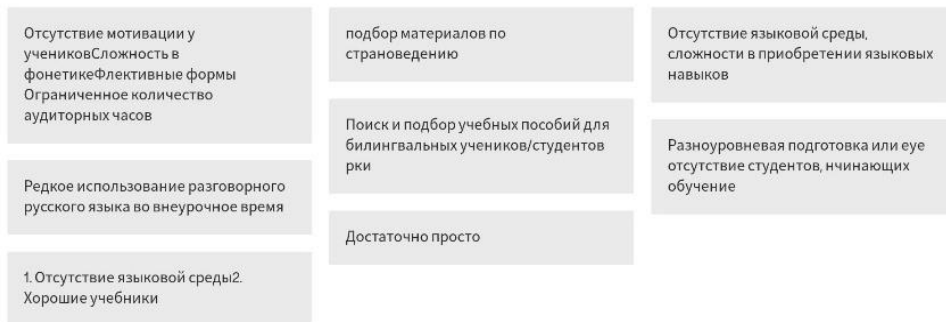 Отсутствие мотивации у
учениковСложность в
фонетикеФлективные формы
Ограниченное количество
аудиторных часов
Редкое использование разговорного
русского языка во внеурочное время
1. Отсутствие языковой среды2.
Хорошие учебники
подбор материалов по
страноведению
Поиск и подбор учебных пособий для
билингвальных учеников/студентов
рки
Достаточно просто
Отсутствие языковой среды,
сложности в приобретении языковых
навыков
Разноуровневая подготовка или eye
отсутствие студентов, нчинающих
обучение